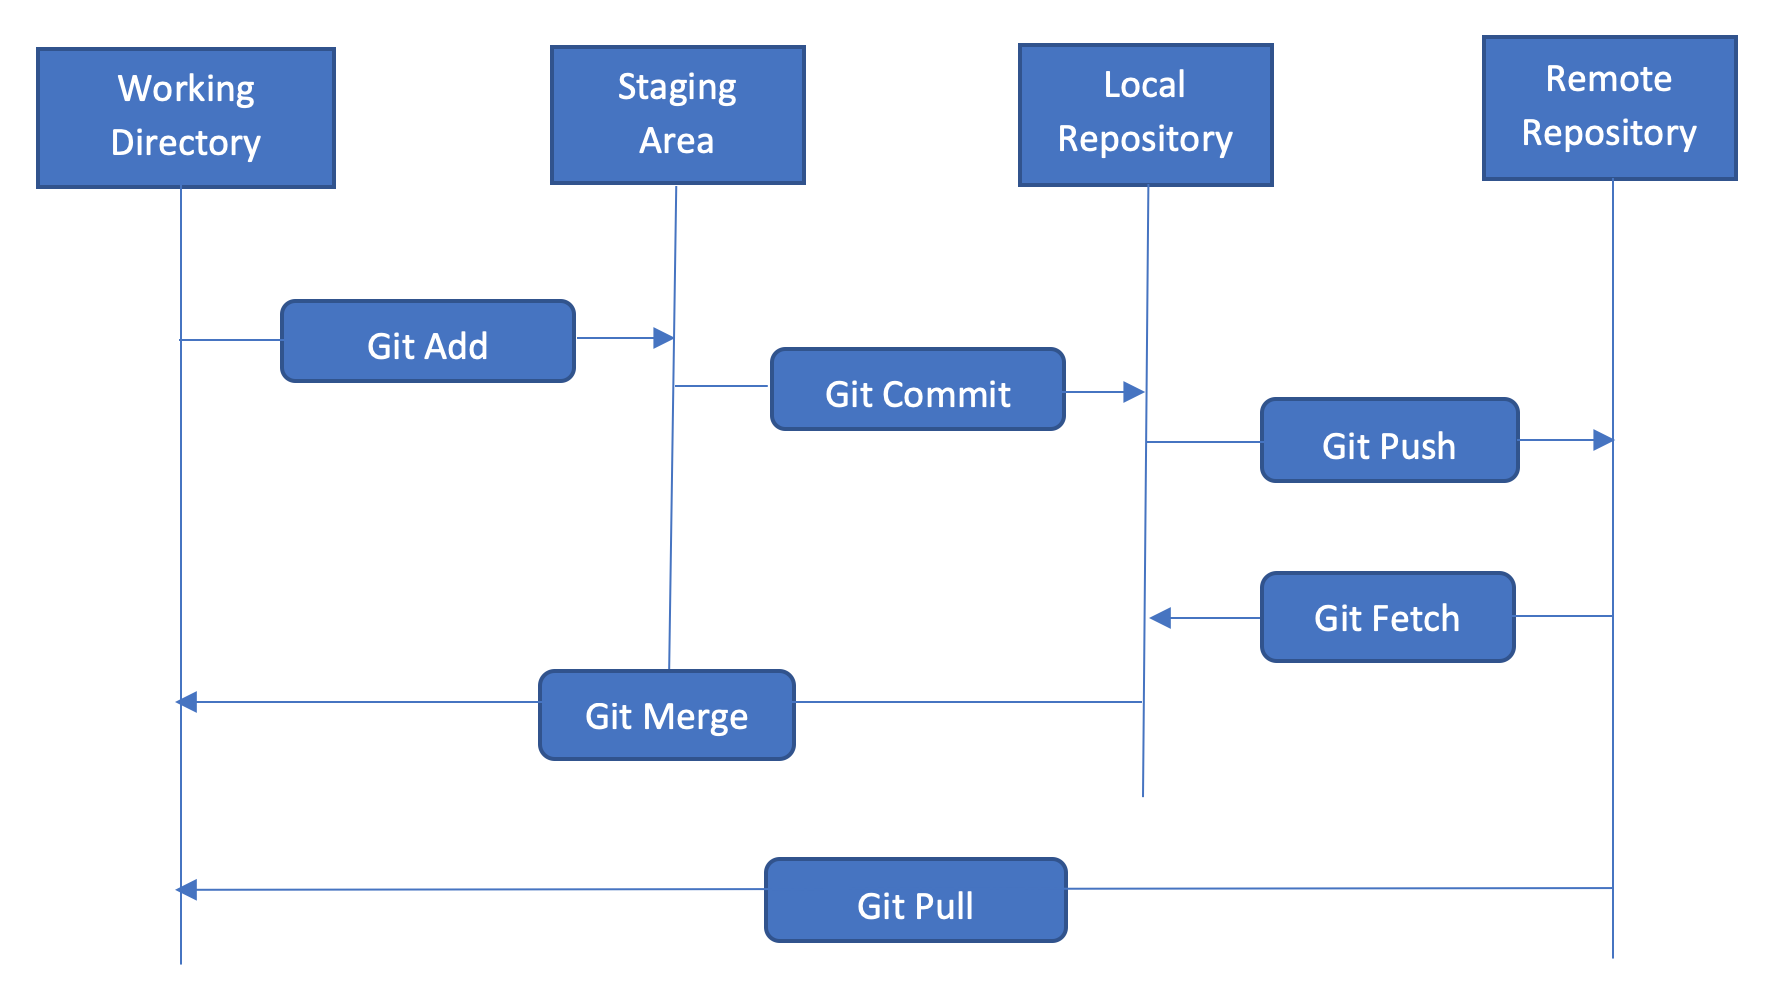 Working
Directory
Staging
Area
Local
Repository
Remote
Repository
Git Add
Git Commit
Git Push
Git Fetch
Git Merge
Git Pull